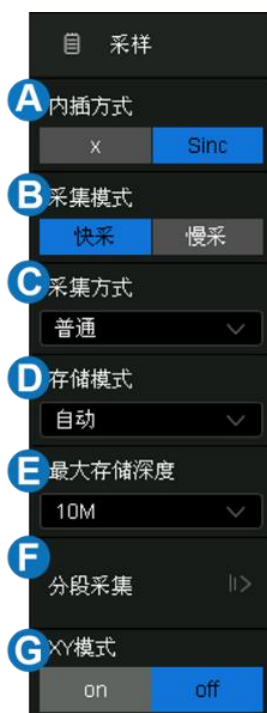 采样
A
内插方式
x Sinc
B
采集模式
快采 慢采
C
采集方式
普通
D
存储模式
自动
E
最大存储深度
10M
F
分段采集
G
XY模式
on off